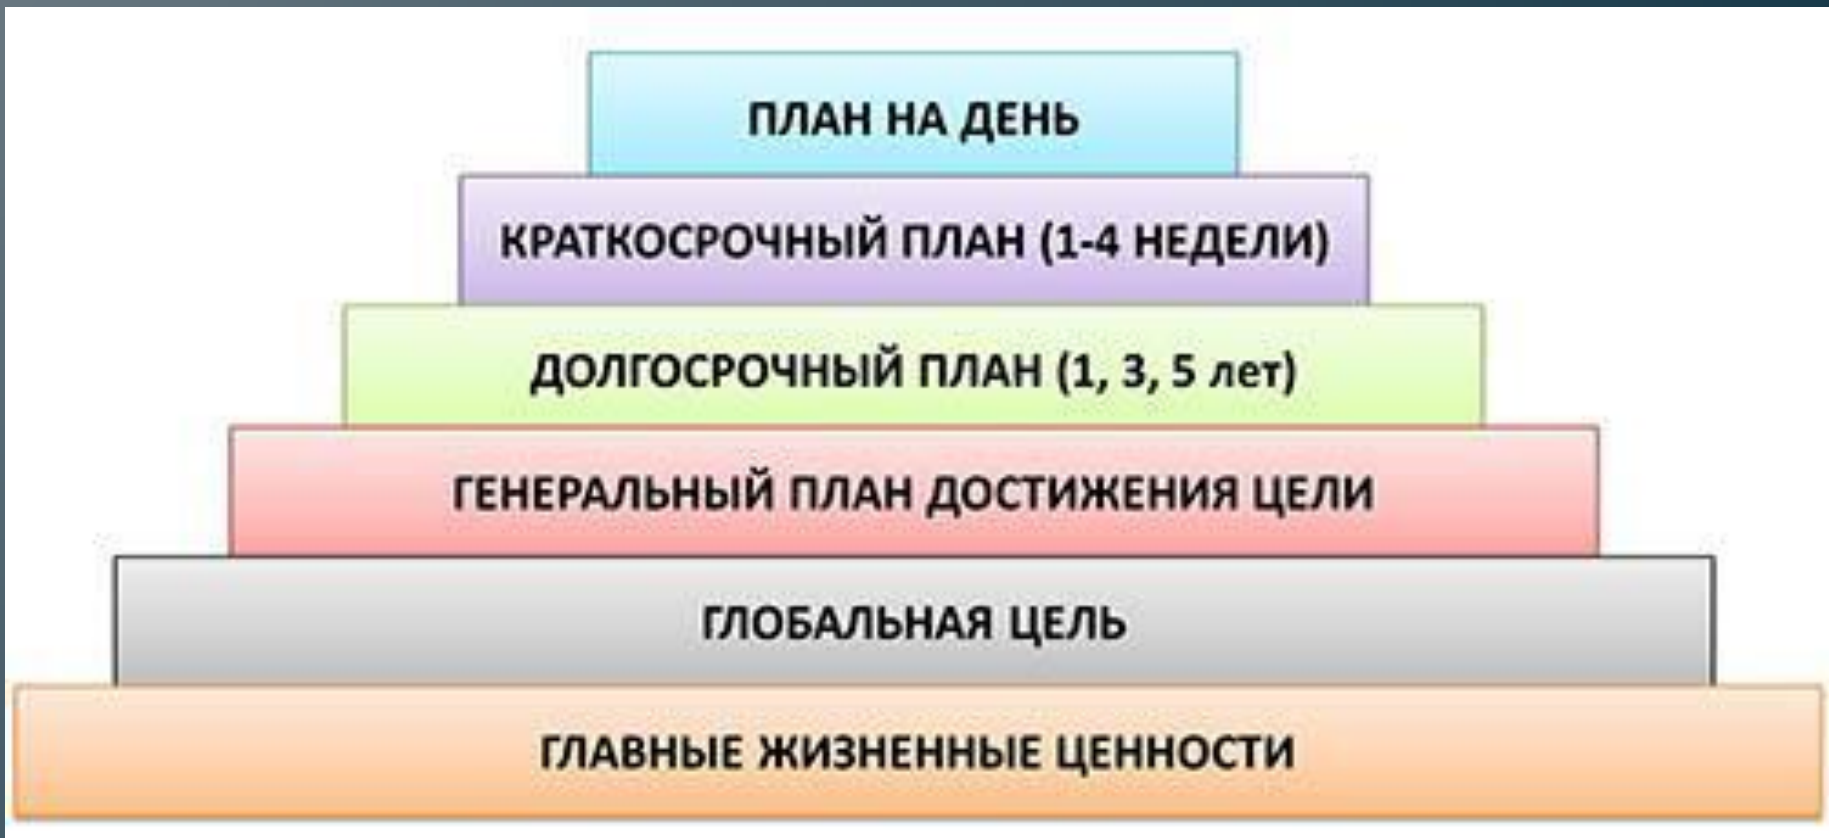 ПЛАН НА ДЕНЬ
КРАТКОСРОЧНЫЙ ПЛАН (1-4 НЕДЕЛИ)
ДОЛГОСРОЧНЫЙ ПЛАН (1, 3, 5 лет)
ГЕНЕРАЛЬНЫЙ ПЛАН ДОСТИЖЕНИЯ ЦЕЛИ
ГЛОБАЛЬНАЯ ЦЕЛЬ
ГЛАВНЫЕ ЖИЗНЕННЫЕ ЦЕННОСТИ